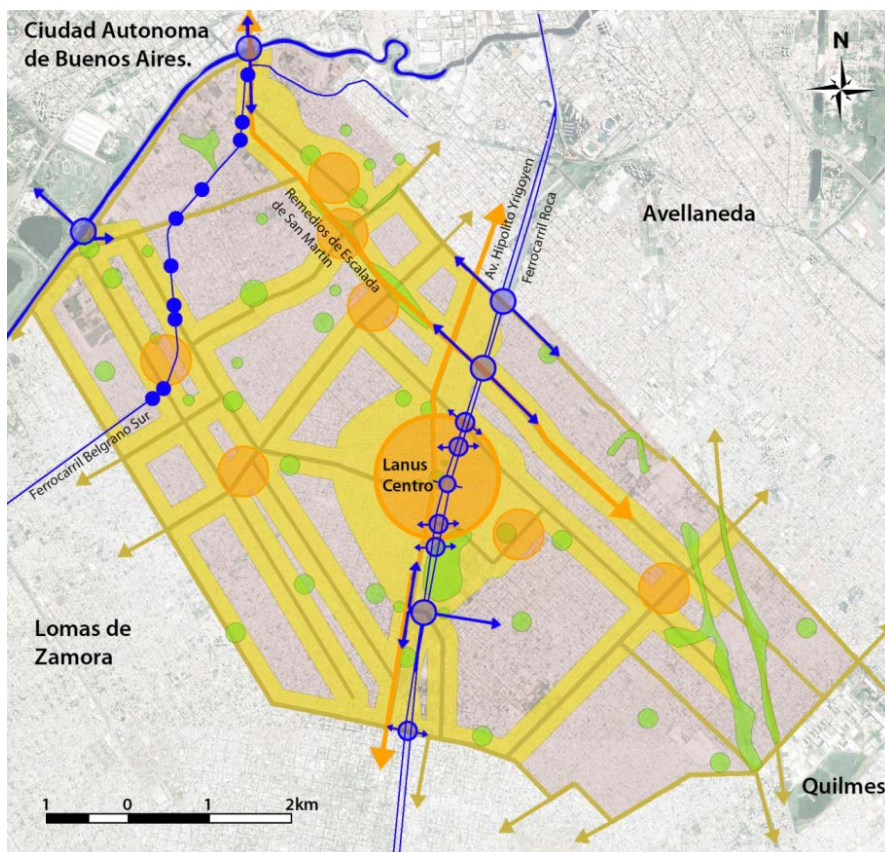 Ciudad Autonoma
de Buenos Aires.
N
Avellaneda
Av. Hipolito Yrigoyen
Ferrocarril Roca
Remedios de Escalada
de San Martin
Ferrocarril Belgrano Sur
Lanus
Centro
Lomas de
Zamora
Quilmes
1 0 1 2km